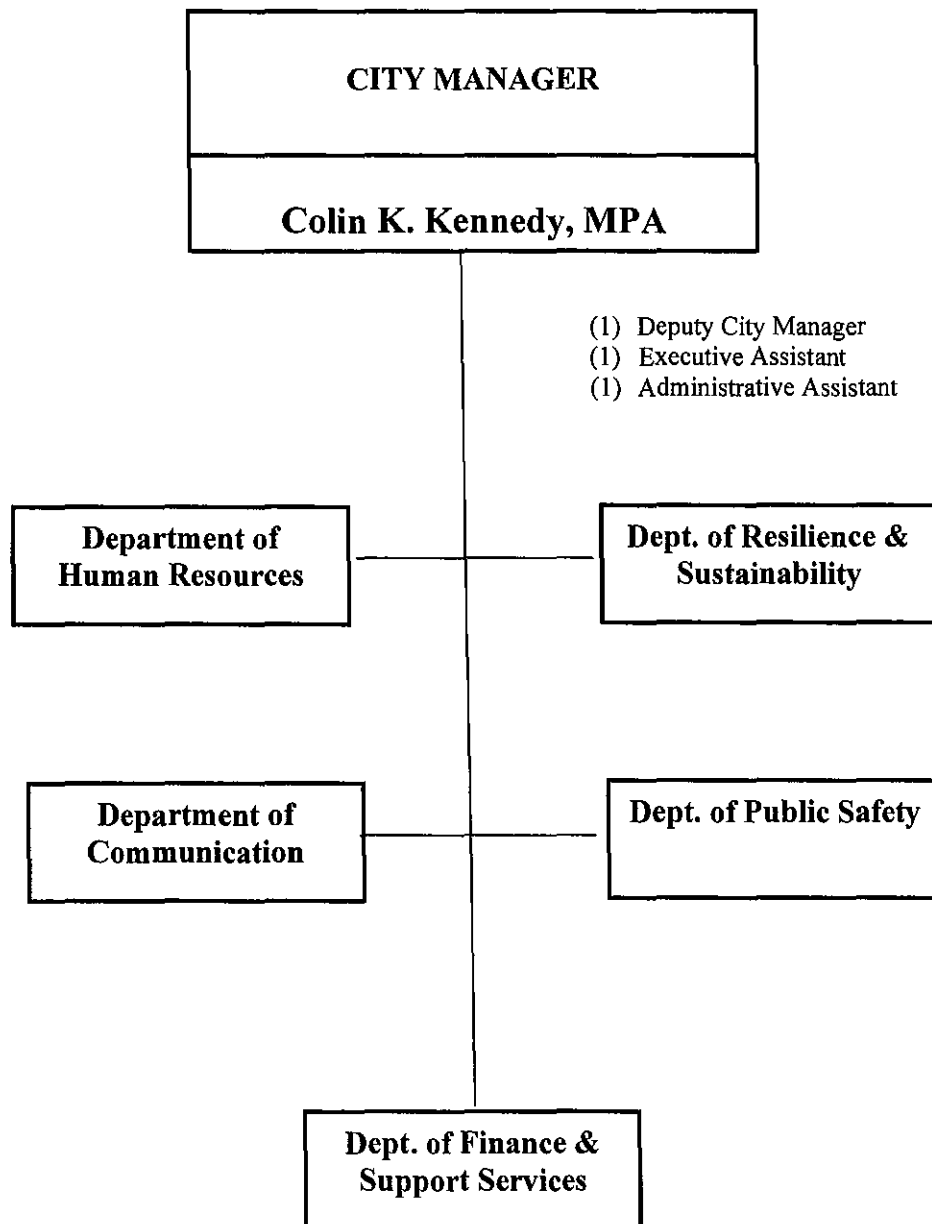 CITY MANAGER
Colin K. Kennedy, MPA
(1) Deputy City Manager
(1) Executive Assistant
(1) Administrative Assistant
Department of
Human Resources
Dept. of Resilience &
Sustainability
Department of
Communication
Dept. of Public Safety
Dept. of Finance &
Support Services